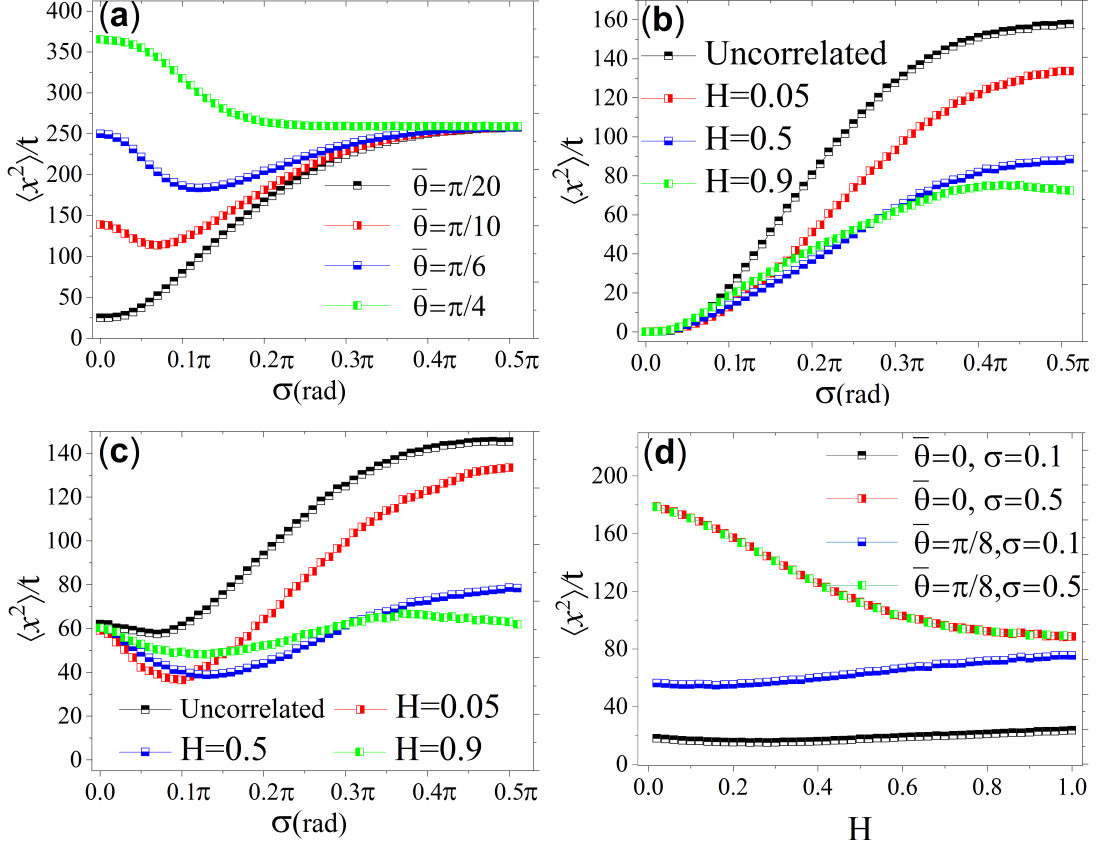 (a)
400
350
300
250
200
150
100
50
0
⟨x²⟩/t
θ̅=π/20
θ̅=π/10
θ̅=π/6
θ̅=π/4
0.0 0.1π 0.2π 0.3π 0.4π 0.5π
σ(rad)
(b)
160
140
120
100
80
60
40
20
0
⟨x²⟩/t
Uncorrelated
H=0.05
H=0.5
H=0.9
0.0 0.1π 0.2π 0.3π 0.4π 0.5π
σ(rad)
(c)
140
120
100
80
60
40
20
0
⟨x²⟩/t
Uncorrelated H=0.05
H=0.5 H=0.9
0.0 0.1π 0.2π 0.3π 0.4π 0.5π
σ(rad)
(d)
200
160
120
80
40
0
⟨x²⟩/t
θ̅=0, σ=0.1
θ̅=0, σ=0.5
θ̅=π/8,σ=0.1
θ̅=π/8,σ=0.5
0.0 0.2 0.4 0.6 0.8 1.0
H